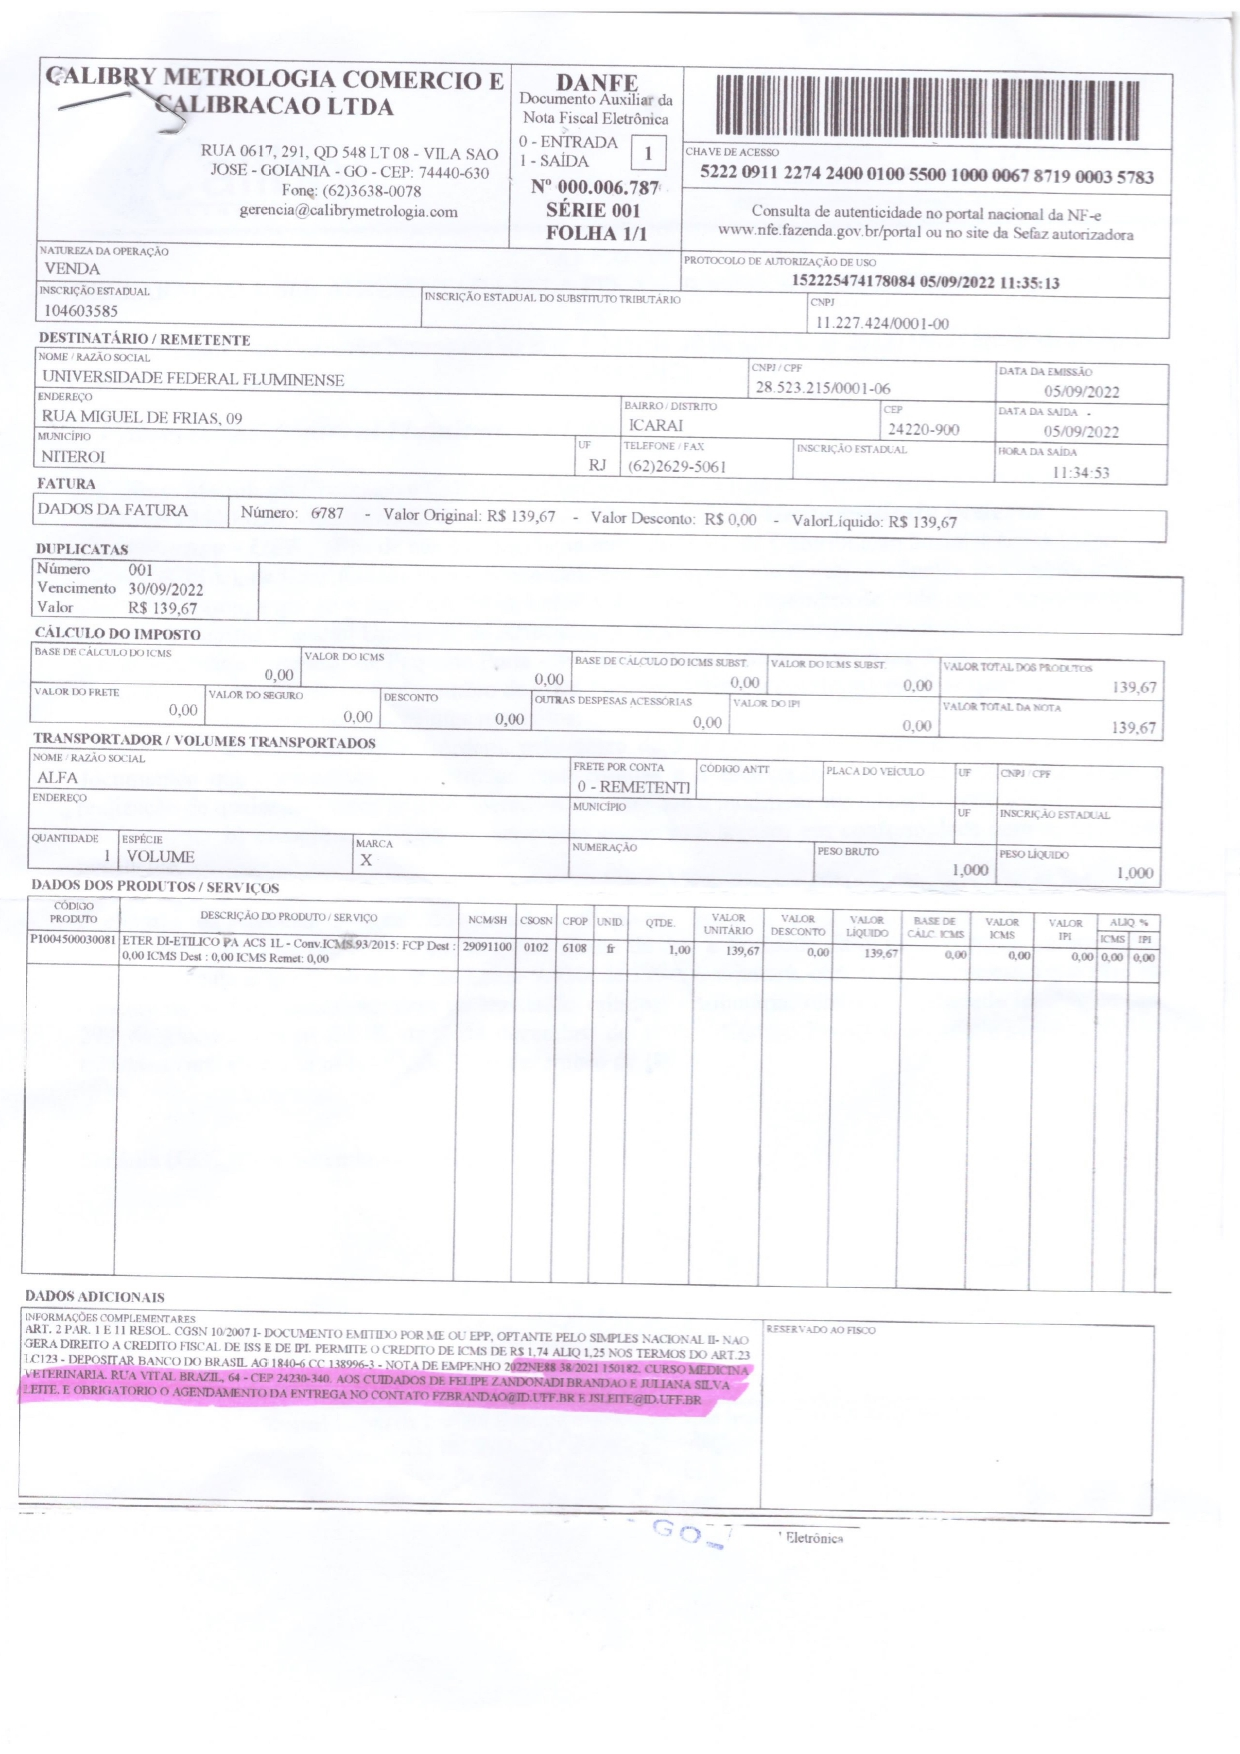 CALIBRY METROLOGIA COMERCIO E
CALIBRACAO LTDA
RUA 0617, 291, QD 548 LT 08 - VILA SAO
JOSE - GOIANIA - GO - CEP: 74440-630
Fone: (62)3638-0078
gerencia@calibrymetrologia.com
DANFE
Documento Auxiliar da
Nota Fiscal Eletrônica
0 - ENTRADA
1 - SAÍDA
1
Nº 000.006.787
SÉRIE 001
FOLHA 1/1
CHAVE DE ACESSO
5222 0911 2274 2400 0100 5500 1000 0067 8719 0003 5783
Consulta de autenticidade no portal nacional da NF-e
www.nfe.fazenda.gov.br/portal ou no site da Sefaz autorizadora
NATUREZA DA OPERAÇÃO
VENDA
PROTOCOLO DE AUTORIZAÇÃO DE USO
152225474178084 05/09/2022 11:35:13
INSCRIÇÃO ESTADUAL
104603585
INSCRIÇÃO ESTADUAL DO SUBSTITUTO TRIBUTÁRIO
CNPJ
11.227.424/0001-00
DESTINATÁRIO / REMETENTE
NOME / RAZÃO SOCIAL
UNIVERSIDADE FEDERAL FLUMINENSE
CNPJ / CPF
28.523.215/0001-06
DATA DA EMISSÃO
05/09/2022
ENDEREÇO
RUA MIGUEL DE FRIAS, 09
BAIRRO / DISTRITO
ICARAI
CEP
24220-900
DATA DA SAÍDA
05/09/2022
MUNICÍPIO
NITEROI
UF
RJ
TELEFONE / FAX
(62)2629-5061
INSCRIÇÃO ESTADUAL
HORA DA SAÍDA
11:34:53
FATURA
DADOS DA FATURA
Número: 6787 - Valor Original: R$ 139,67 - Valor Desconto: R$ 0,00 - ValorLíquido: R$ 139,67
DUPLICATAS
Número 001
Vencimento 30/09/2022
Valor R$ 139,67
CÁLCULO DO IMPOSTO
BASE DE CÁLCULO DO ICMS
0,00
VALOR DO ICMS
0,00
BASE DE CÁLCULO DO ICMS SUBST.
0,00
VALOR DO ICMS SUBST.
0,00
VALOR TOTAL DOS PRODUTOS
139,67
VALOR DO FRETE
0,00
VALOR DO SEGURO
0,00
DESCONTO
0,00
OUTRAS DESPESAS ACESSÓRIAS
0,00
VALOR DO IPI
0,00
VALOR TOTAL DA NOTA
139,67
TRANSPORTADOR / VOLUMES TRANSPORTADOS
NOME / RAZÃO SOCIAL
ALFA
FRETE POR CONTA
0 - REMETENTI
CÓDIGO ANTT
PLACA DO VEÍCULO
UF
CNPJ / CPF
ENDEREÇO
MUNICÍPIO
UF
INSCRIÇÃO ESTADUAL
QUANTIDADE
1
ESPÉCIE
VOLUME
MARCA
X
NUMERAÇÃO
PESO BRUTO
1,000
PESO LÍQUIDO
1,000
DADOS DOS PRODUTOS / SERVIÇOS
CÓDIGO PRODUTO DESCRIÇÃO DO PRODUTO / SERVIÇO NCM/SH CSOSN CFOP UNID. QTDE. VALOR UNITÁRIO VALOR DESCONTO VALOR LÍQUIDO BASE DE CÁLC. ICMS VALOR ICMS VALOR IPI ALIQ % ICMS IPI
P1004500030081 ETER DI-ETILICO PA ACS 1L - Conv.ICMS 93/2015: FCP Dest : 29091100 0102 6108 fr 1,00 139,67 0,00 139,67 0,00 0,00 0,00 0,00 0,00
0,00 ICMS Dest : 0,00 ICMS Remet: 0,00
DADOS ADICIONAIS
INFORMAÇÕES COMPLEMENTARES
ART. 2 PAR. 1 E 11 RESOL. CGSN 10/2007 I- DOCUMENTO EMITIDO POR ME OU EPP, OPTANTE PELO SIMPLES NACIONAL II- NAO
GERA DIREITO A CREDITO FISCAL DE ISS E DE IPI. PERMITE O CREDITO DE ICMS DE R$ 1,74 ALIQ 1,25 NOS TERMOS DO ART.23
LC123 - DEPOSITAR BANCO DO BRASIL AG 1840-6 CC 138996-3 - NOTA DE EMPENHO 2022NE88 38/2021 150182. CURSO MEDICINA
VETERINARIA. RUA VITAL BRAZIL, 64 - CEP 24230-340. AOS CUIDADOS DE FELIPE ZANDONADI BRANDAO E JULIANA SILVA
LEITE. E OBRIGATORIO O AGENDAMENTO DA ENTREGA NO CONTATO FZBRANDAO@ID.UFF.BR E JSLEITE@ID.UFF.BR
RESERVADO AO FISCO
GO
Eletrônica